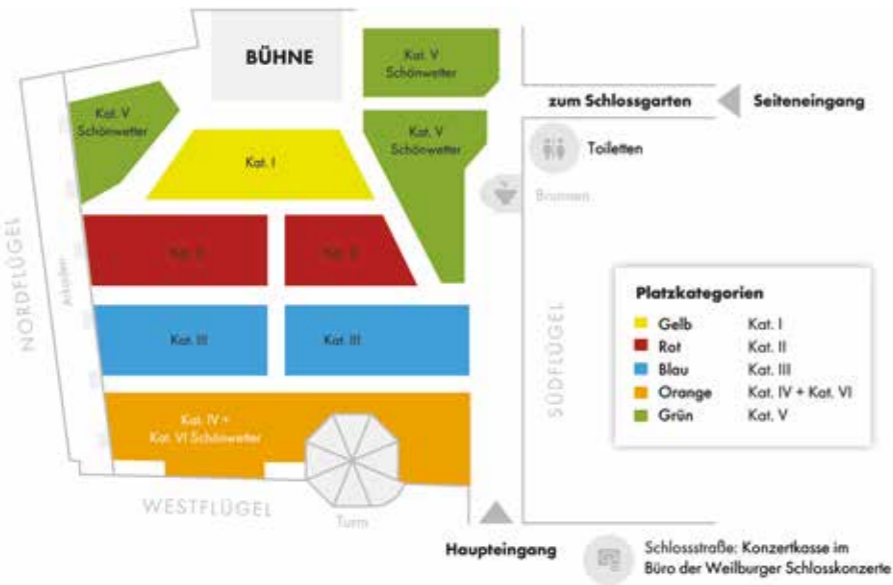 BÜHNE
Kat. V
Schönwetter
Kat. V
Schönwetter
Kat. I
Kat. V
Schönwetter
zum Schlossgarten
Seiteneingang
Toiletten
Brunnen
NORDFLÜGEL
Arkaden
Kat. II
Kat. II
Kat. III
Kat. III
SÜDFLÜGEL
Platzkategorien
Gelb Kat. I
Rot Kat. II
Blau Kat. III
Orange Kat. IV + Kat. VI
Grün Kat. V
Kat. IV +
Kat. VI Schönwetter
WESTFLÜGEL
Turm
Haupteingang
Schlossstraße: Konzertkasse im
Büro der Weilburger Schlosskonzerte